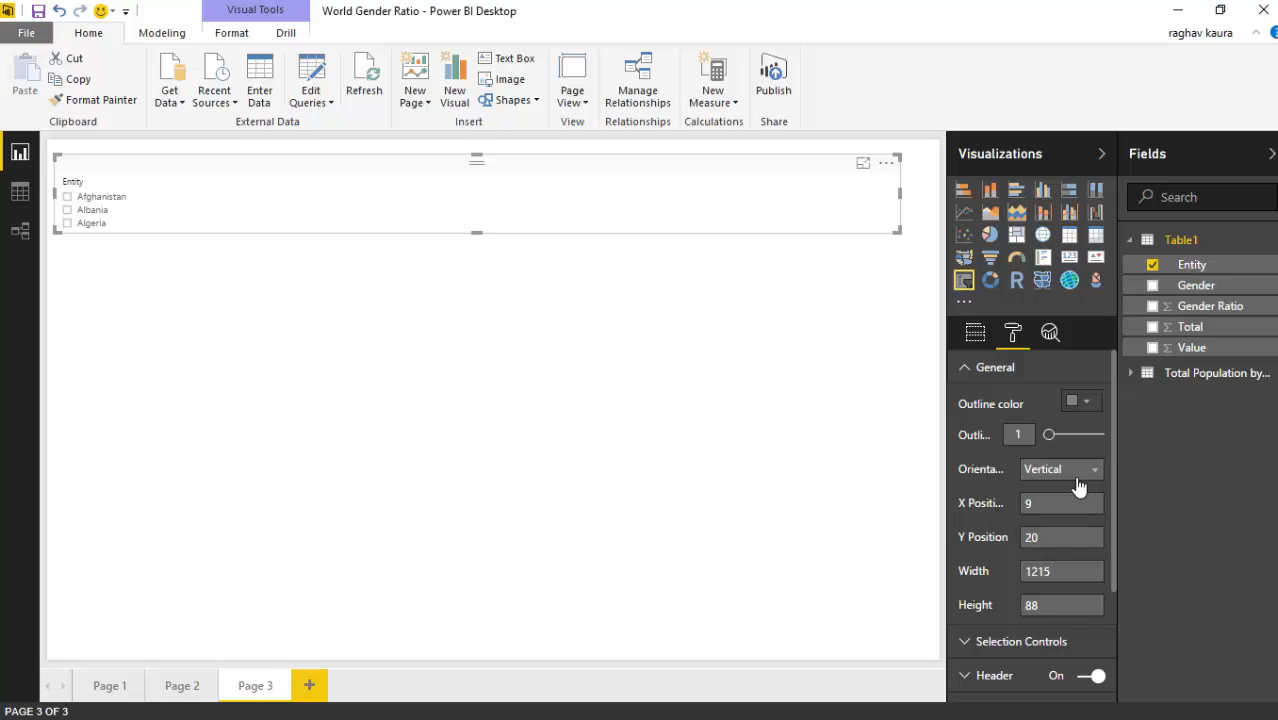 Visual Tools
World Gender Ratio - Power BI Desktop
File
Home
Modeling
Format
Drill
raghav kaura
Paste
Cut
Copy
Format Painter
Clipboard
Get Data
Recent Sources
Enter Data
Edit Queries
Refresh
External Data
New Page
New Visual
Text Box
Image
Shapes
Insert
Page View
View
Manage Relationships
Relationships
New Measure
Calculations
Publish
Share
Entity
Afghanistan
Albania
Algeria
Visualizations
R
General
Outline color
Outli... 1
Orienta... Vertical
X Positi... 9
Y Position 20
Width 1215
Height 88
Selection Controls
Header On
Fields
Search
Table1
Entity
Gender
Σ Gender Ratio
Σ Total
Σ Value
Total Population by...
Page 1
Page 2
Page 3
PAGE 3 OF 3